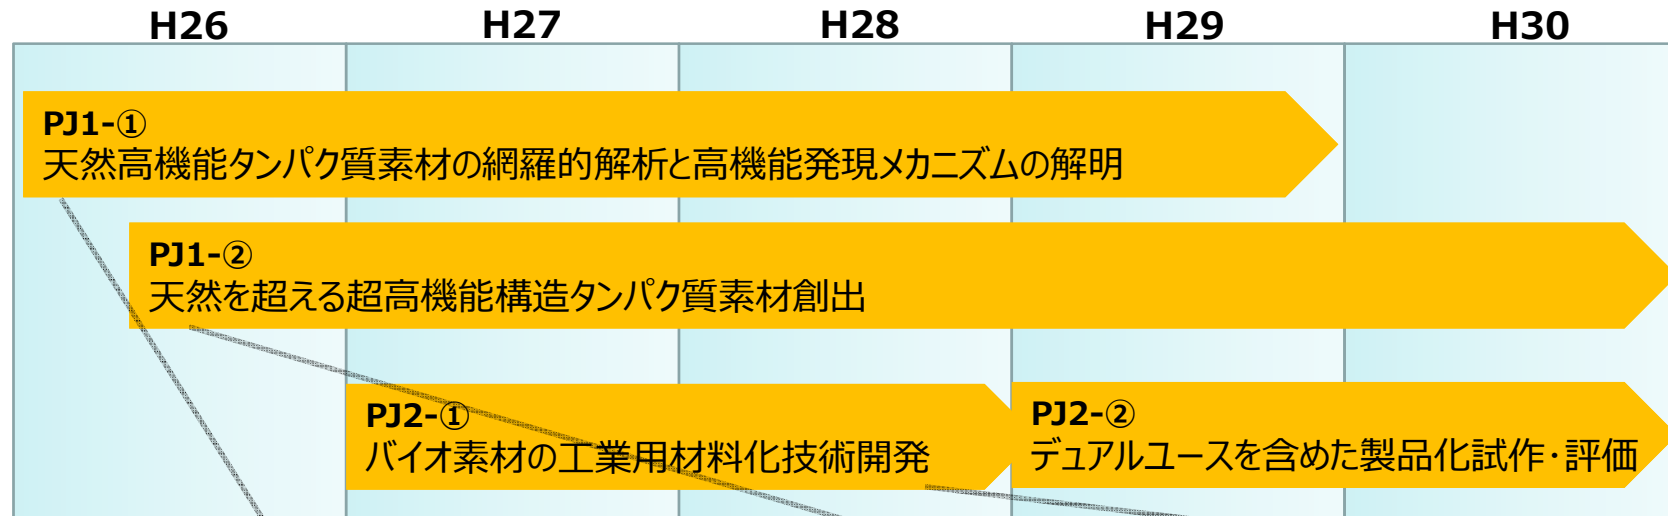 H26 H27 H28 H29 H30
PJ1-①
天然高機能タンパク質素材の網羅的解析と高機能発現メカニズムの解明
PJ1-②
天然を超える超高機能構造タンパク質素材創出
PJ2-①
バイオ素材の工業用材料化技術開発
PJ2-②
デュアルユースを含めた製品化試作・評価